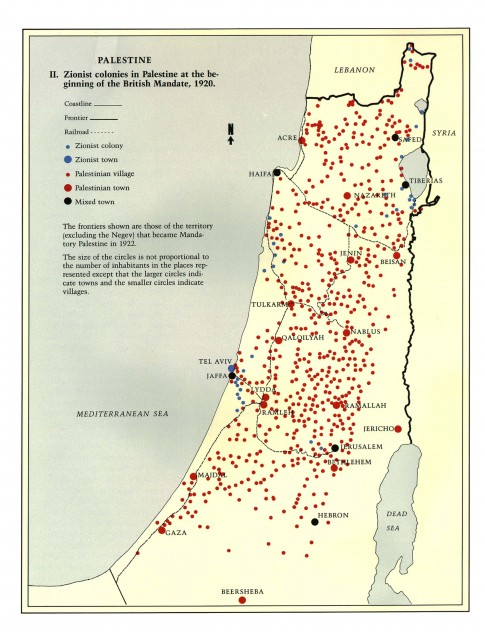 PALESTINE
II. Zionist colonies in Palestine at the be-
ginning of the British Mandate, 1920.
Coastline
Frontier
Railroad
Zionist colony
Zionist town
Palestinian village
Palestinian town
Mixed town
The frontiers shown are those of the territory
(excluding the Negev) that became Manda-
tory Palestine in 1922.
The size of the circles is not proportional to
the number of inhabitants in the places rep-
resented except that the larger circles indi-
cate towns and the smaller circles indicate
villages.
N
LEBANON
SYRIA
ACRE
SAFED
HAIFA
TIBERIAS
NAZARETH
JENIN
BEISAN
TULKARM
NABLUS
QALQILYAH
TEL AVIV
JAFFA
LYDDA
RAMLEH
RAMALLAH
MEDITERRANEAN SEA
JERICHO
JERUSALEM
BETHLEHEM
MAJDAL
HEBRON
DEAD
SEA
GAZA
BEERSHEBA